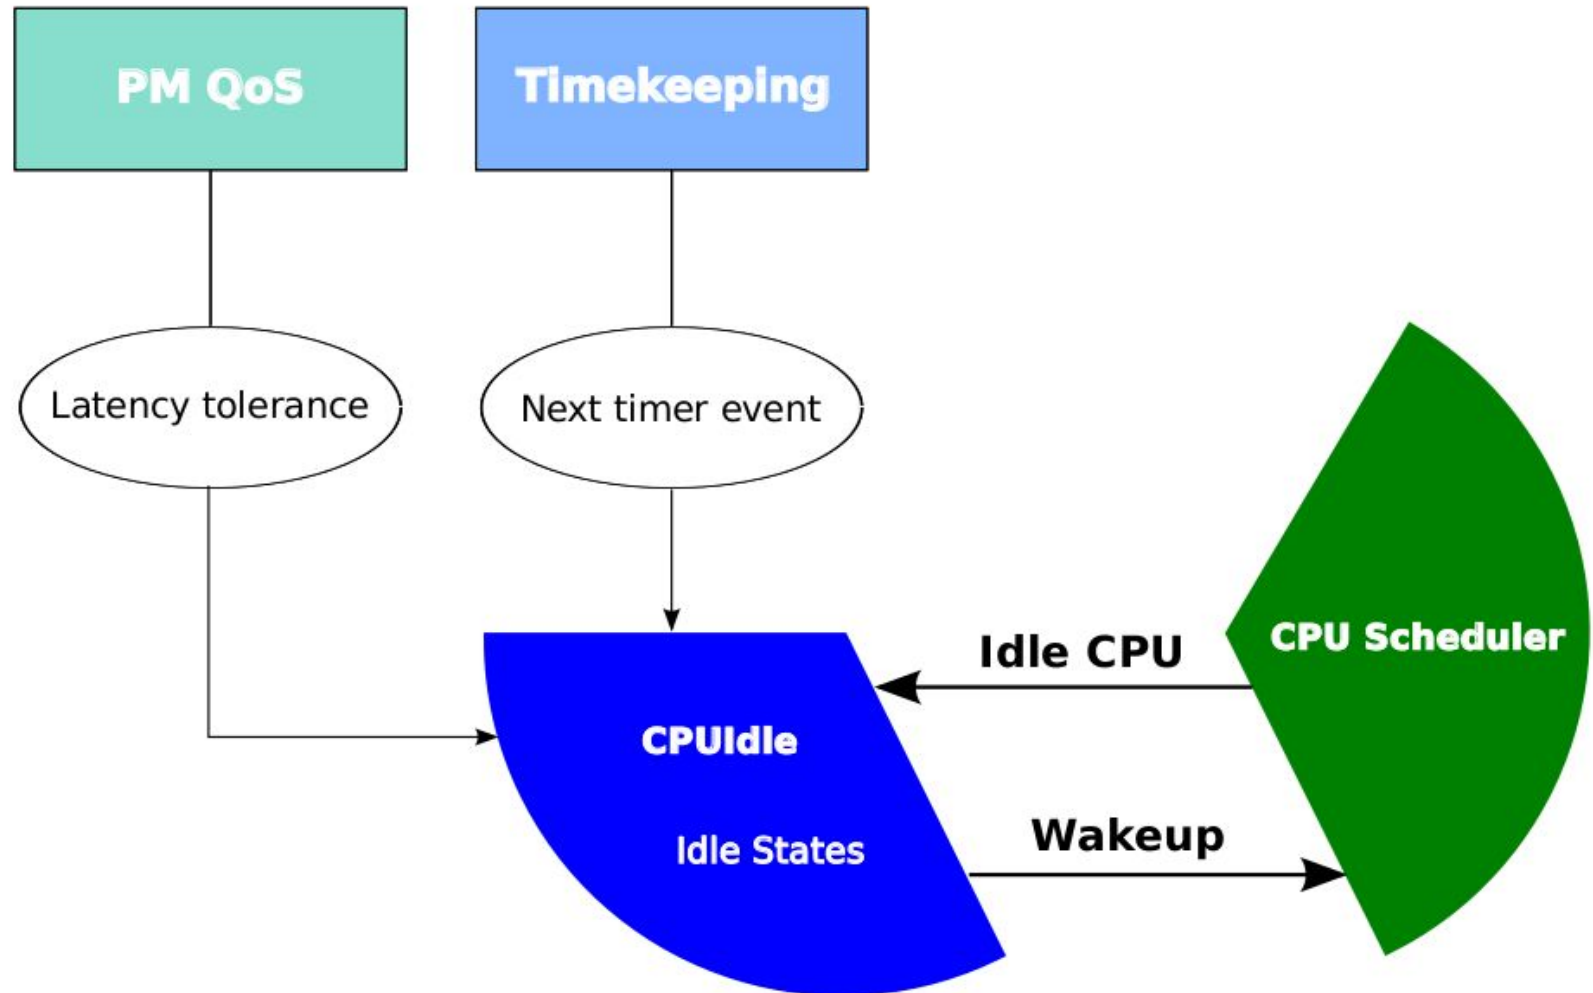 PM QoS
Timekeeping
Latency tolerance
Next timer event
Idle CPU
CPU Scheduler
CPUIdle
Wakeup
Idle States